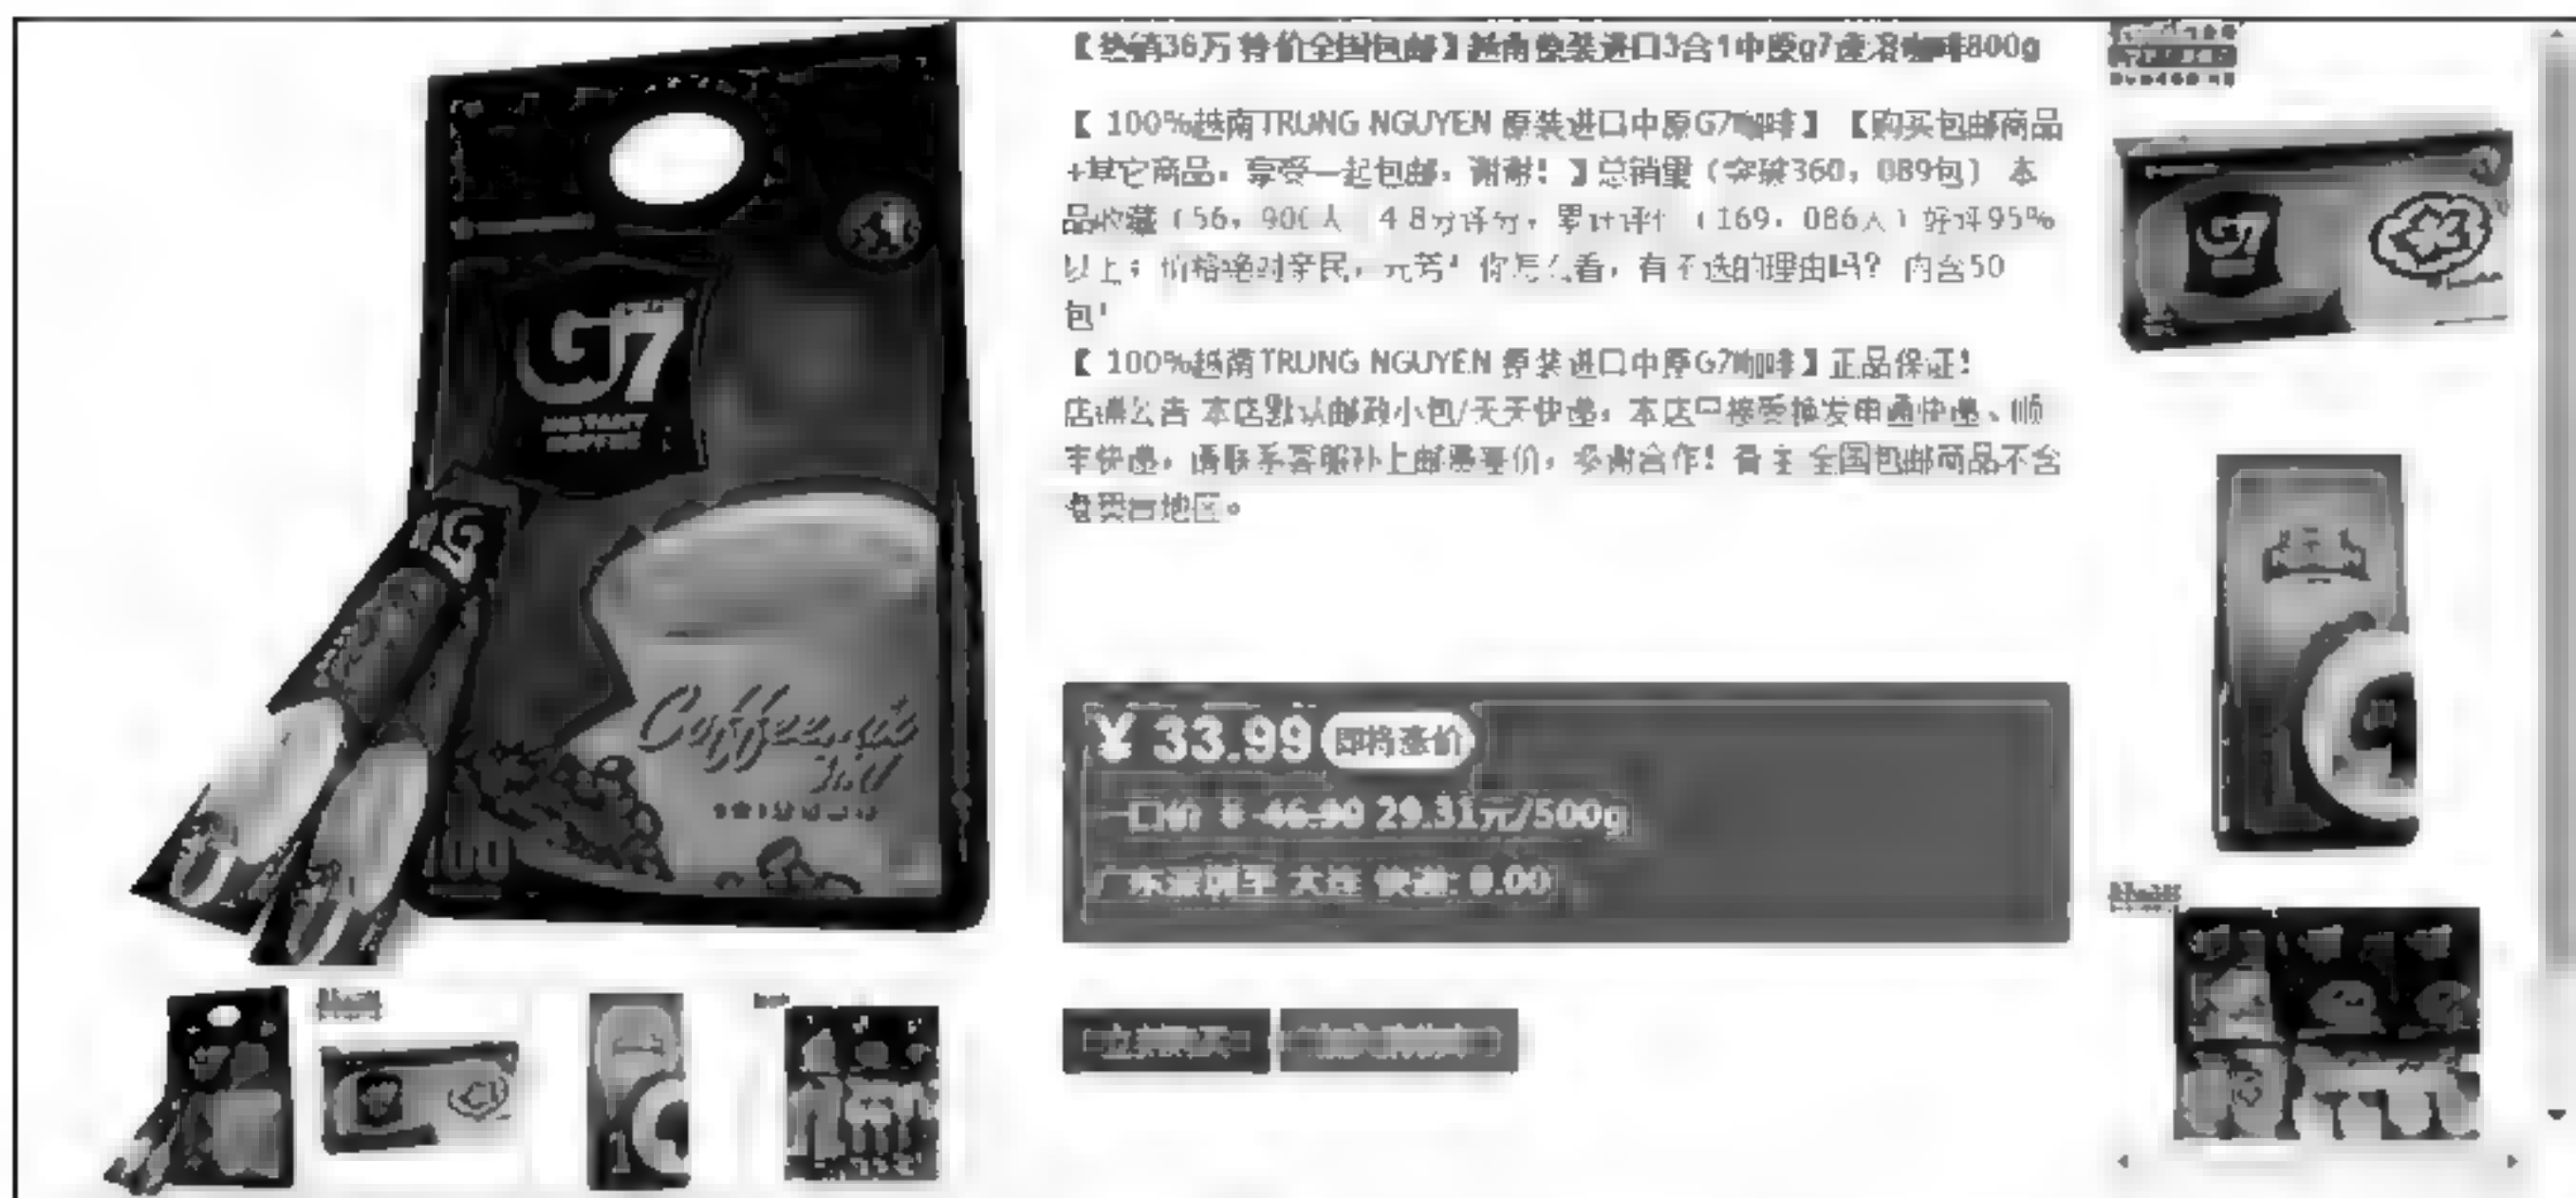 【热销36万 特价全国包邮】越南原装进口3合1中原g7速溶咖啡800g
【 100%越南TRUNG NGUYEN 原装进口中原G7咖啡】 【购买包邮商品
+其它商品，享受一起包邮，谢谢！】总销量（突破360，089包） 本
品收藏（56，900人 4.8分评分，累计评价 （169，086人）好评95%
以上；价格绝对亲民，元芳！你怎么看，有不选的理由吗？ 内含50
包！
【 100%越南TRUNG NGUYEN 原装进口中原G7咖啡】正品保证！
店铺公告 本店默认邮政小包/天天快递，本店 接受换发申通快递、顺
丰快递，请联系客服补上邮费 价，多谢合作！备注 全国包邮商品不含
地区。
G7
INSTANT
COFFEE
Coffeemix
3in1
100
G7
¥ 33.99 即将涨价
一口价 ¥ 46.90 29.31元/500g
广东深圳至 大连 快递: 0.00
立即购买